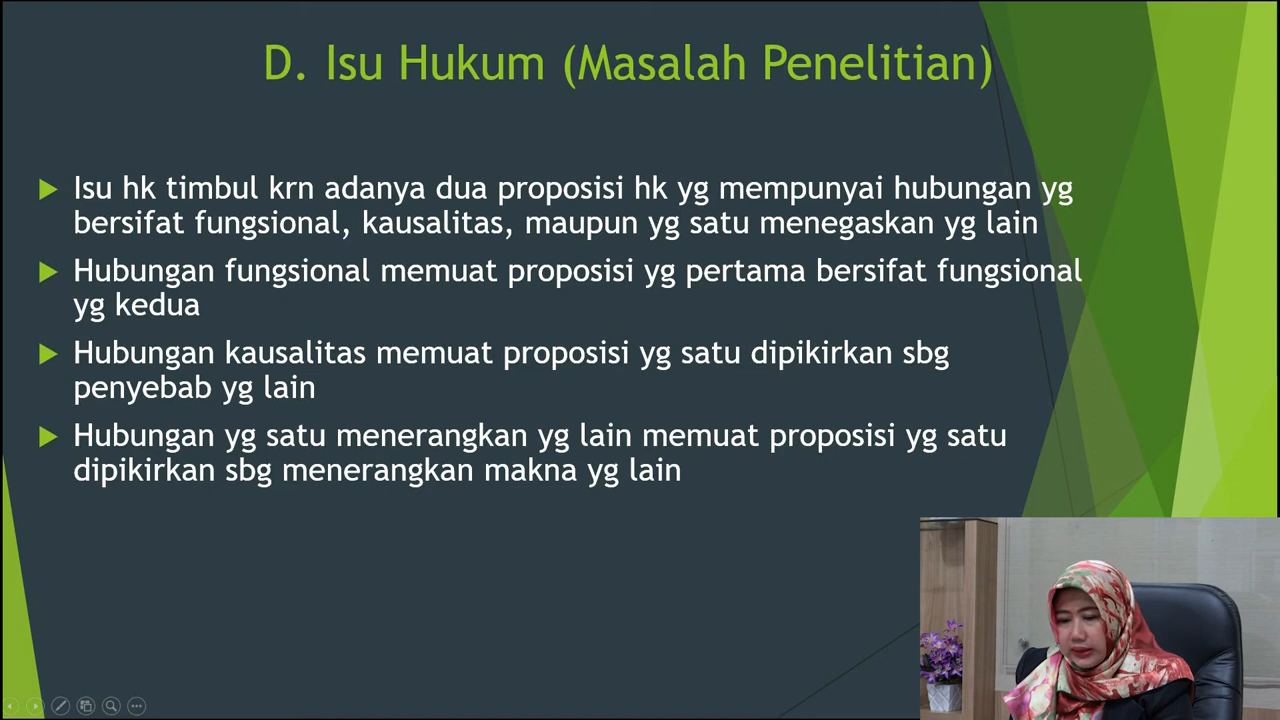 D. Isu Hukum (Masalah Penelitian)
Isu hk timbul krn adanya dua proposisi hk yg mempunyai hubungan yg
bersifat fungsional, kausalitas, maupun yg satu menegaskan yg lain
Hubungan fungsional memuat proposisi yg pertama bersifat fungsional
yg kedua
Hubungan kausalitas memuat proposisi yg satu dipikirkan sbg
penyebab yg lain
Hubungan yg satu menerangkan yg lain memuat proposisi yg satu
dipikirkan sbg menerangkan makna yg lain